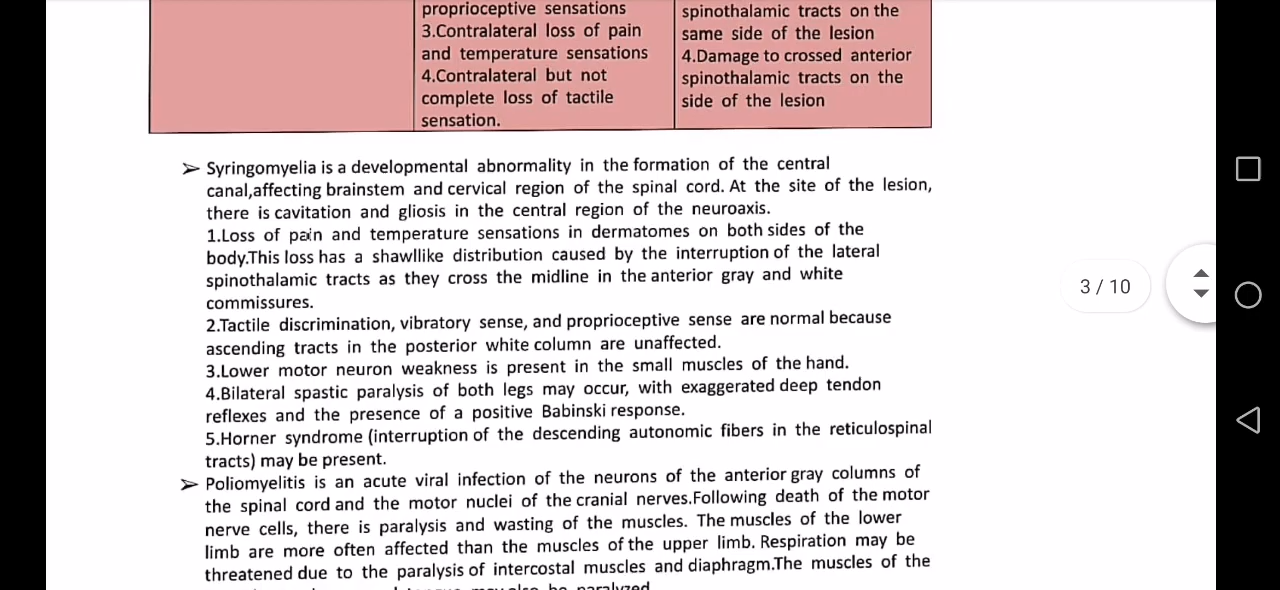 proprioceptive sensations
3.Contralateral loss of pain
and temperature sensations
4.Contralateral but not
complete loss of tactile
sensation.
spinothalamic tracts on the
same side of the lesion
4.Damage to crossed anterior
spinothalamic tracts on the
side of the lesion
➢ Syringomyelia is a developmental abnormality in the formation of the central
canal,affecting brainstem and cervical region of the spinal cord. At the site of the lesion,
there is cavitation and gliosis in the central region of the neuroaxis.
1.Loss of pain and temperature sensations in dermatomes on both sides of the
body.This loss has a shawllike distribution caused by the interruption of the lateral
spinothalamic tracts as they cross the midline in the anterior gray and white
commissures.
2.Tactile discrimination, vibratory sense, and proprioceptive sense are normal because
ascending tracts in the posterior white column are unaffected.
3.Lower motor neuron weakness is present in the small muscles of the hand.
4.Bilateral spastic paralysis of both legs may occur, with exaggerated deep tendon
reflexes and the presence of a positive Babinski response.
5.Horner syndrome (interruption of the descending autonomic fibers in the reticulospinal
tracts) may be present.
➢ Poliomyelitis is an acute viral infection of the neurons of the anterior gray columns of
the spinal cord and the motor nuclei of the cranial nerves.Following death of the motor
nerve cells, there is paralysis and wasting of the muscles. The muscles of the lower
limb are more often affected than the muscles of the upper limb. Respiration may be
threatened due to the paralysis of intercostal muscles and diaphragm.The muscles of the
may also be paralyzed
3 / 10